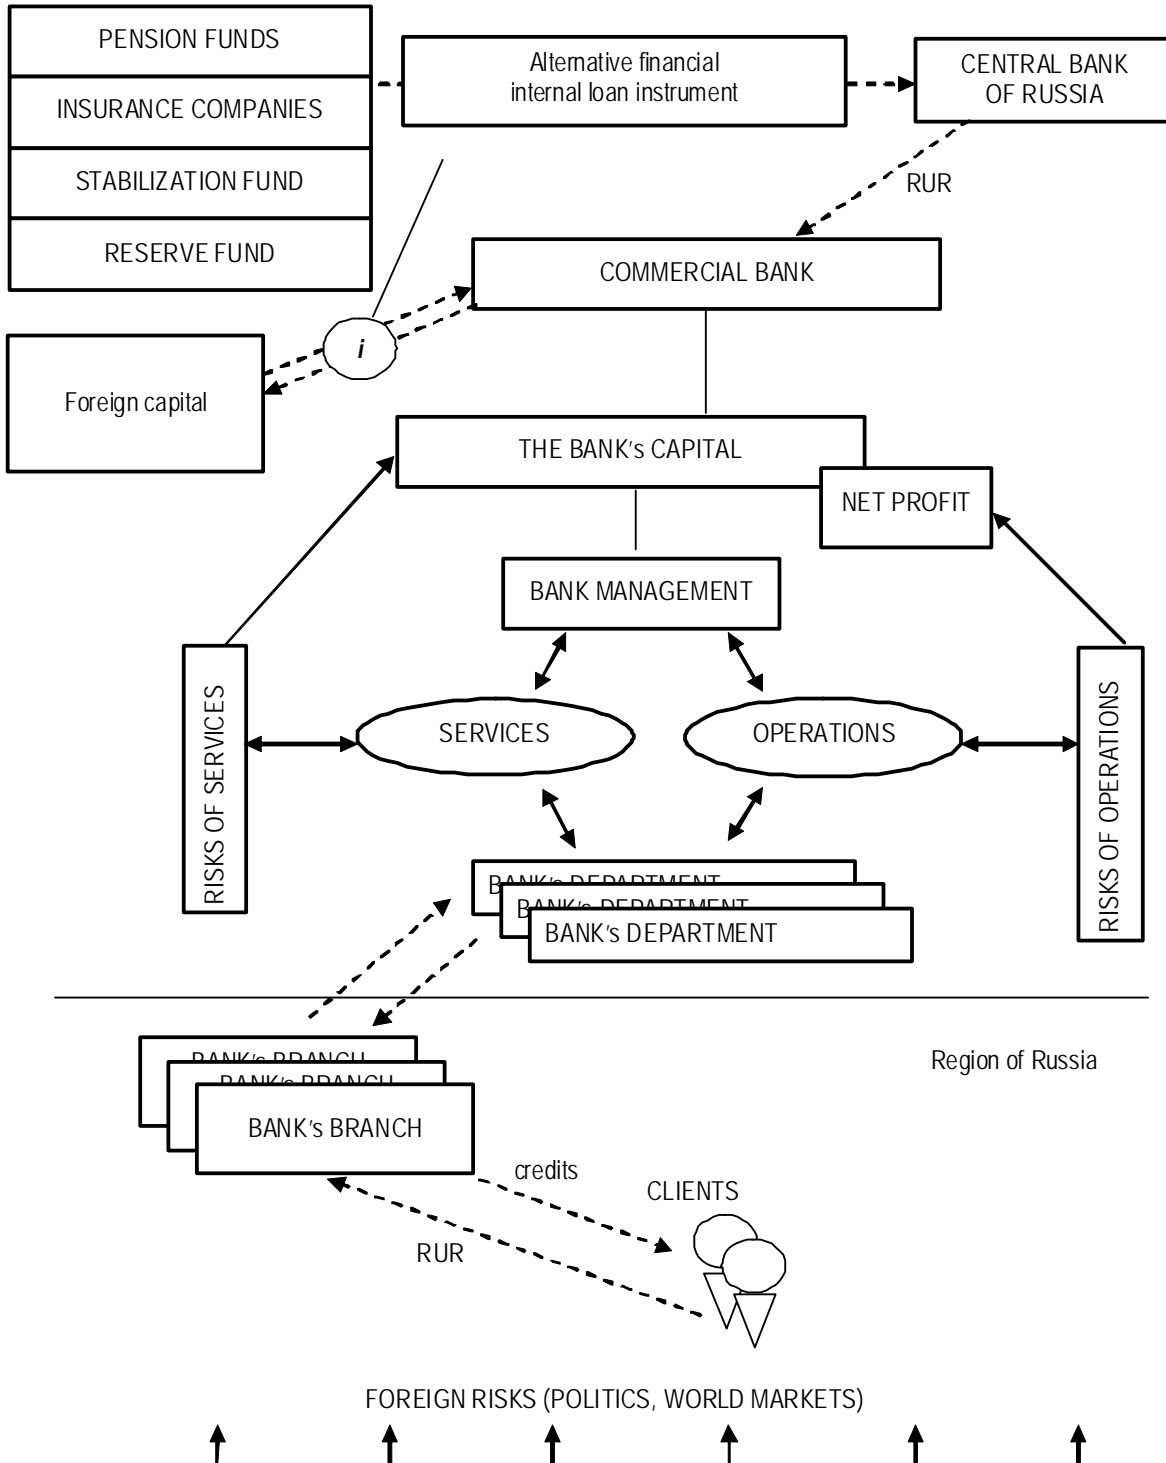 PENSION FUNDS
INSURANCE COMPANIES
STABILIZATION FUND
RESERVE FUND
Alternative financial
internal loan instrument
CENTRAL BANK
OF RUSSIA
RUR
COMMERCIAL BANK
i
Foreign capital
THE BANK's CAPITAL
NET PROFIT
BANK MANAGEMENT
RISKS OF SERVICES
SERVICES
OPERATIONS
RISKS OF OPERATIONS
BANK's DEPARTMENT
BANK's DEPARTMENT
BANK's DEPARTMENT
Region of Russia
BANK's BRANCH
BANK's BRANCH
BANK's BRANCH
credits
CLIENTS
RUR
FOREIGN RISKS (POLITICS, WORLD MARKETS)